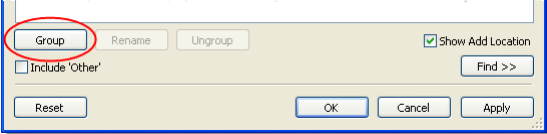 Group Rename Ungroup Show Add Location
Include 'Other' Find >>
Reset OK Cancel Apply